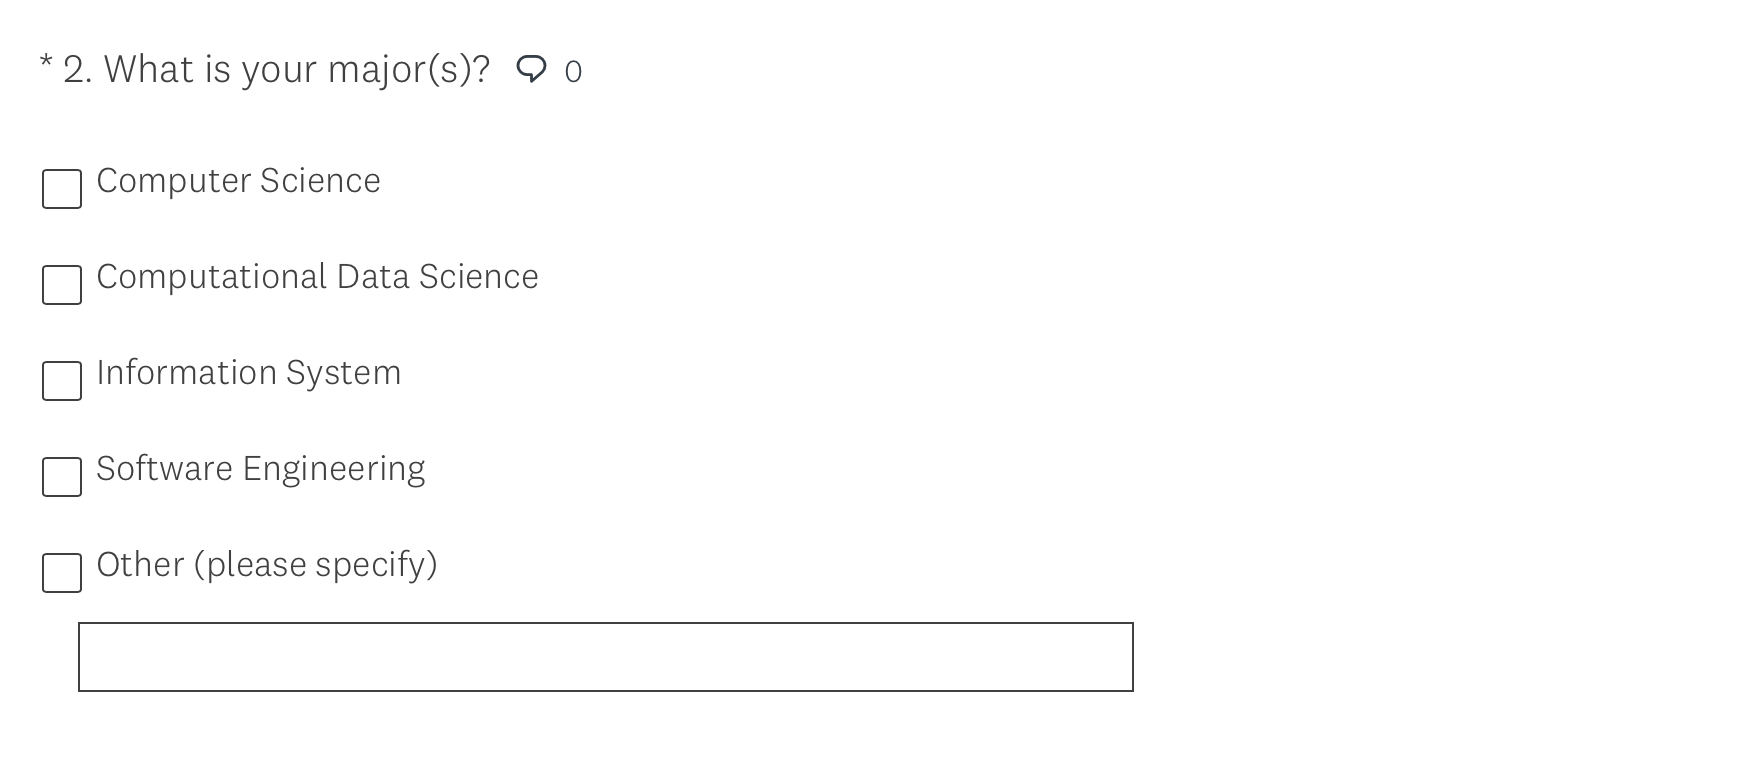 * 2. What is your major(s)? 0
Computer Science
Computational Data Science
Information System
Software Engineering
Other (please specify)